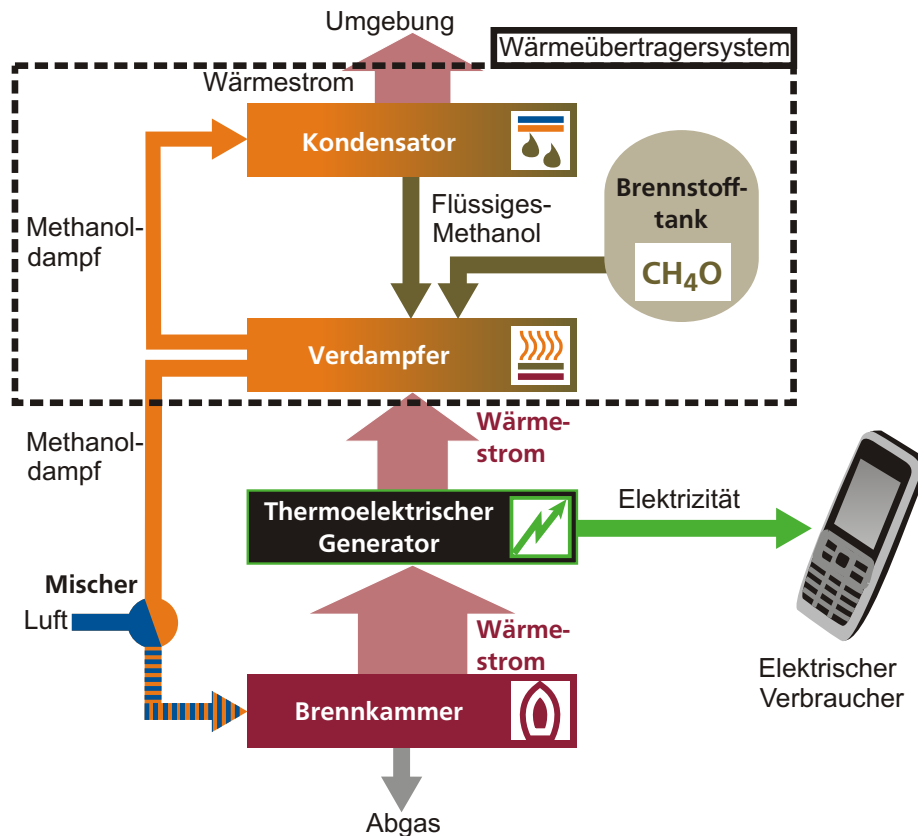 Umgebung
Wärmeübertragersystem
Wärmestrom
Kondensator
Methanol-
dampf
Flüssiges-
Methanol
Brennstoff-
tank
CH₄O
Verdampfer
Methanol-
dampf
Wärme-
strom
Thermoelektrischer
Generator
Elektrizität
Mischer
Luft
Wärme-
strom
Elektrischer
Verbraucher
Brennkammer
Abgas